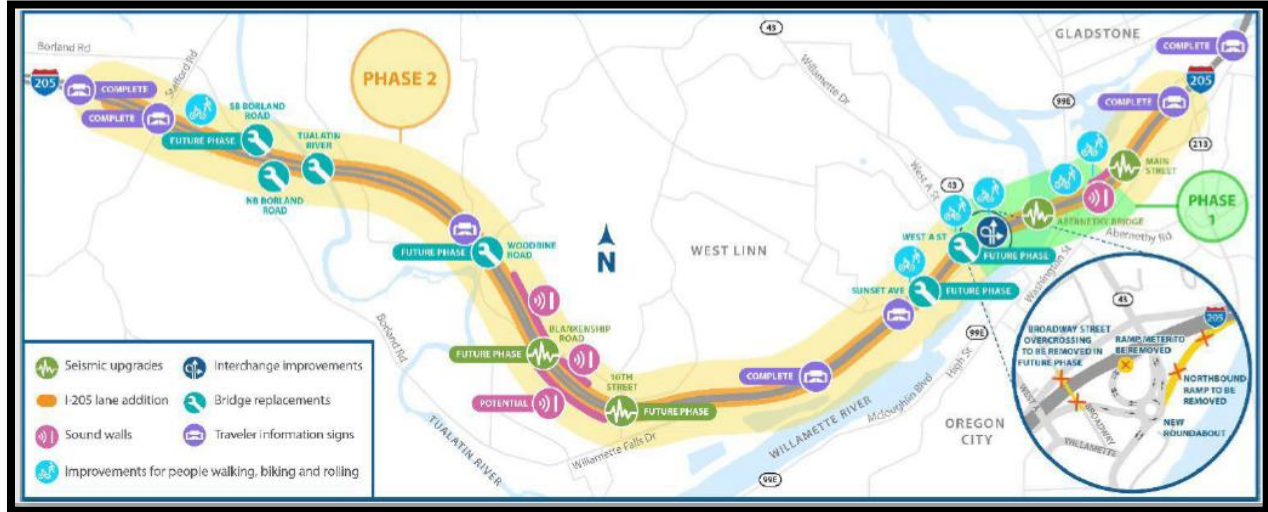 Borland Rd
205
COMPLETE
COMPLETE
Stafford Rd
SB BORLAND
ROAD
FUTURE PHASE
TUALATIN
RIVER
NB BORLAND
ROAD
PHASE 2
43
Willamette Dr
GLADSTONE
COMPLETE
205
99E
COMPLETE
213
MAIN
STREET
West A St
43
PHASE
1
ABERNETHY BRIDGE
Abernethy Rd
WEST A ST
FUTURE PHASE
Washington St
SUNSET AVE
FUTURE PHASE
WEST LINN
N
FUTURE PHASE
WOODBINE
ROAD
BLANKENSHIP
ROAD
FUTURE PHASE
10TH
STREET
POTENTIAL
FUTURE PHASE
COMPLETE
Borland Rd
TUALATIN RIVER
Willamette Falls Dr
WILLAMETTE RIVER
Mcloughlin Blvd
High St
99E
99E
OREGON
CITY
43
205
BROADWAY STREET
OVERCROSSING
TO BE REMOVED IN
FUTURE PHASE
RAMP METER TO
BE REMOVED
NORTHBOUND
RAMP TO BE
REMOVED
NEW
ROUNDABOUT
WEST A
BROADWAY
WILLAMETTE
Seismic upgrades
Interchange improvements
I-205 lane addition
Bridge replacements
Sound walls
Traveler information signs
Improvements for people walking, biking and rolling